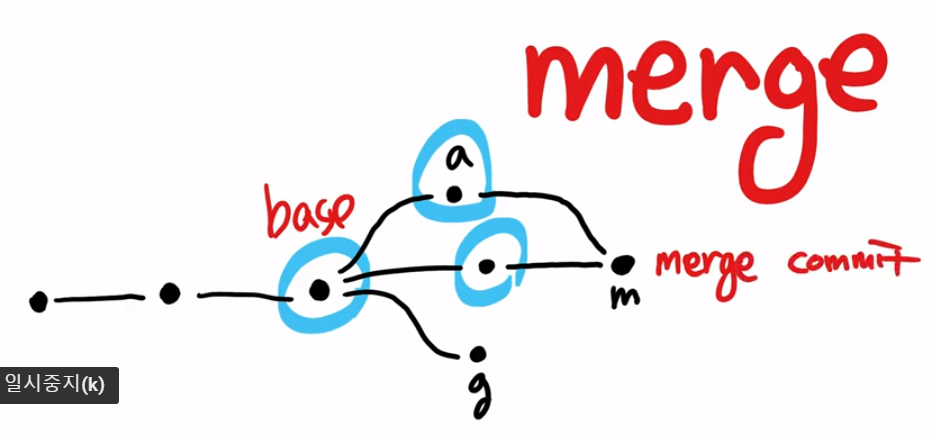 merge
a
base
merge commit
m
일시중지(k)
g